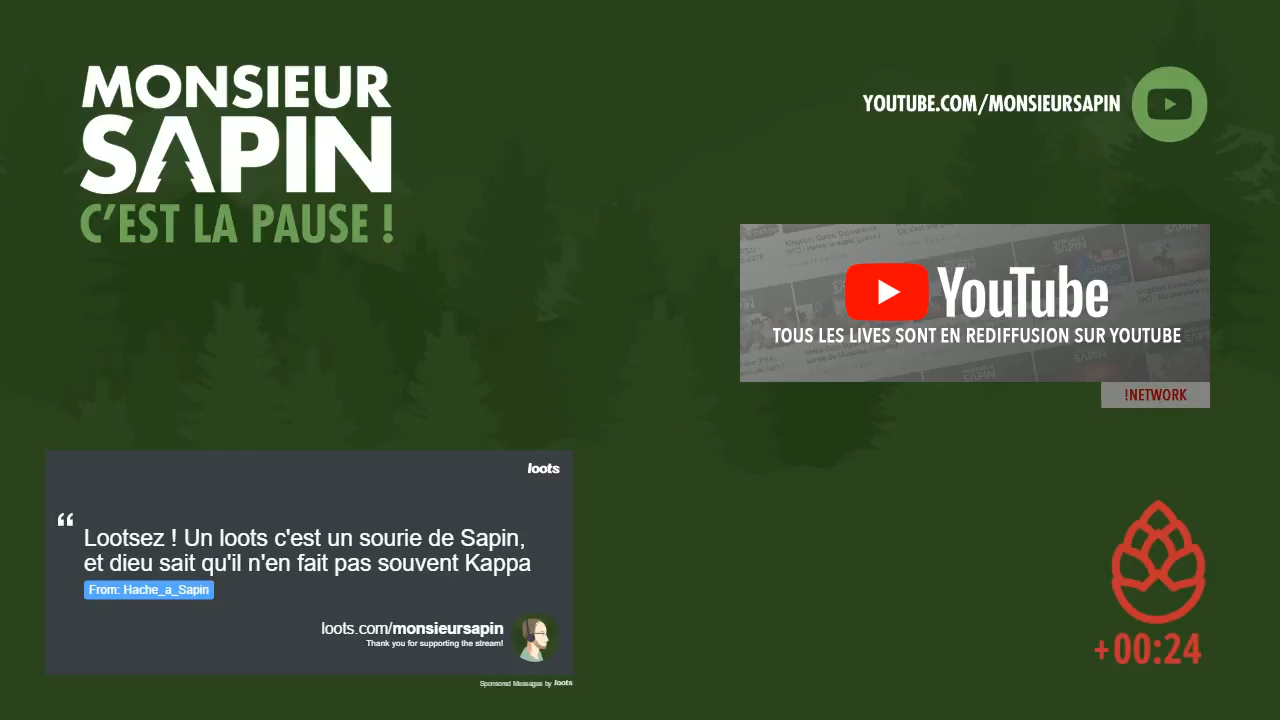 MONSIEUR
SAPIN
C'EST LA PAUSE !
YOUTUBE.COM/MONSIEURSAPIN
YouTube
TOUS LES LIVES SONT EN REDIFFUSION SUR YOUTUBE
!NETWORK
loots
“
Lootsez ! Un loots c'est un sourie de Sapin,
et dieu sait qu'il n'en fait pas souvent Kappa
From: Hache_a_Sapin
loots.com/monsieursapin
Thank you for supporting the stream!
Sponsored Messages by loots
+00:24